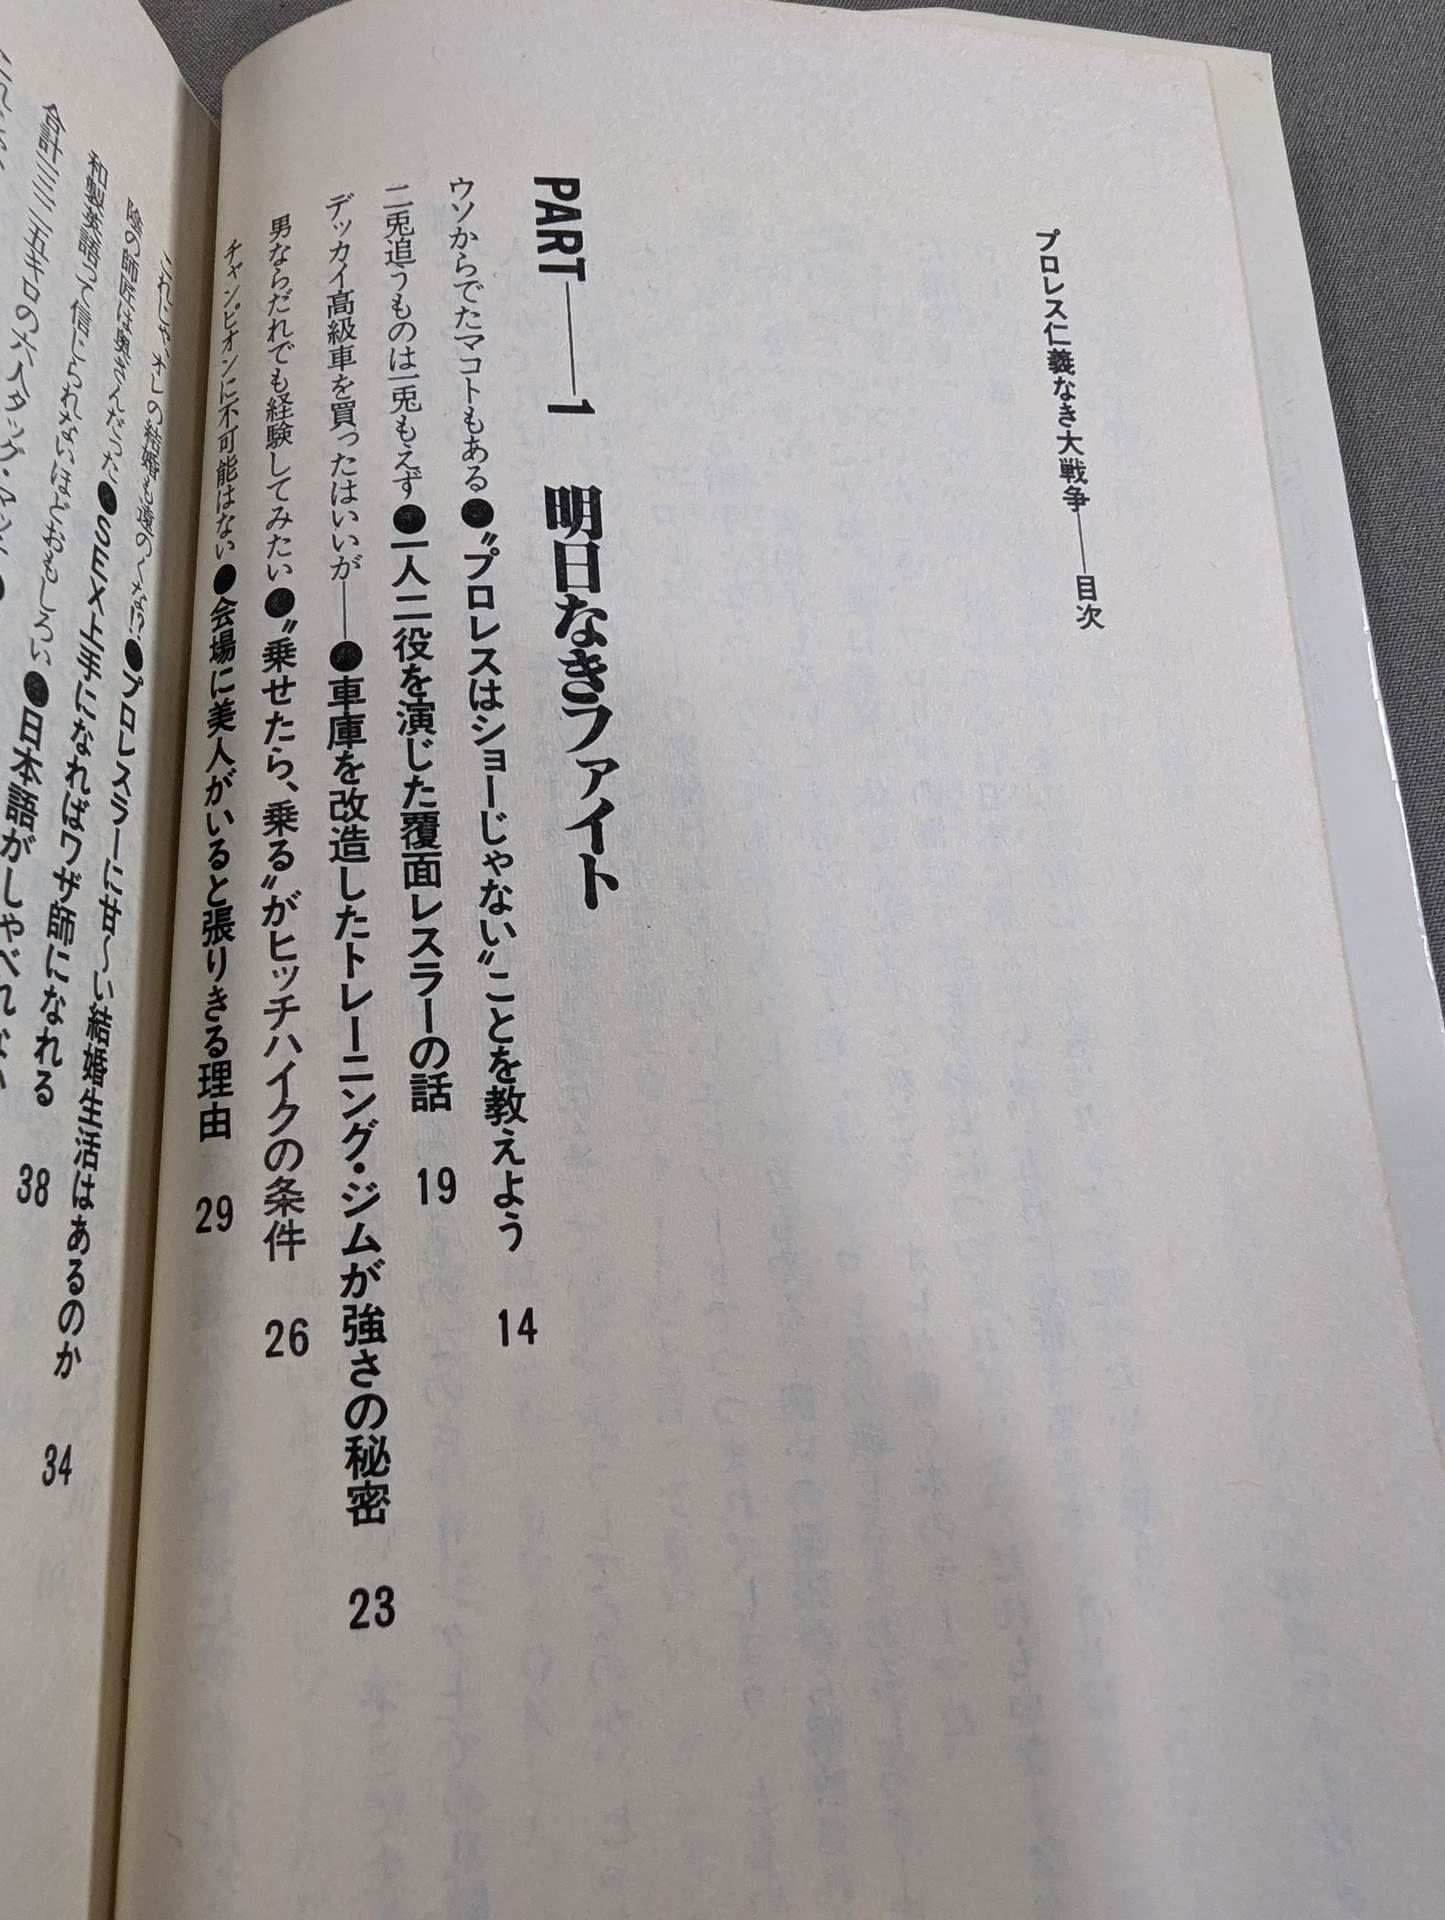 プロレス仁義なき大戦争――目次
PART――1 明日なきファイト
ウソからでたマコトもある●〝プロレスはショーじゃない〟ことを教えよう 14
二兎追うものは一兎もえず●一人二役を演じた覆面レスラーの話 19
デッカイ高級車を買ったはいいが――●車庫を改造したトレーニング・ジムが強さの秘密 23
男ならだれでも経験してみたい●〝乗せたら、乗る〟がヒッチハイクの条件 26
チャンピオンに不可能はない●会場に美人がいると張りきる理由 29
これじゃ、オレの結婚も遠のくな!?●プロレスラーに甘〜い結婚生活はあるのか 34
陰の師匠は奥さんだった●SEX上手になればワザ師になれる 38
和製英語って信じられないほどおもしろい●日本語がしゃべれない
合計三三二五キロの六人タッグ・マッチ●